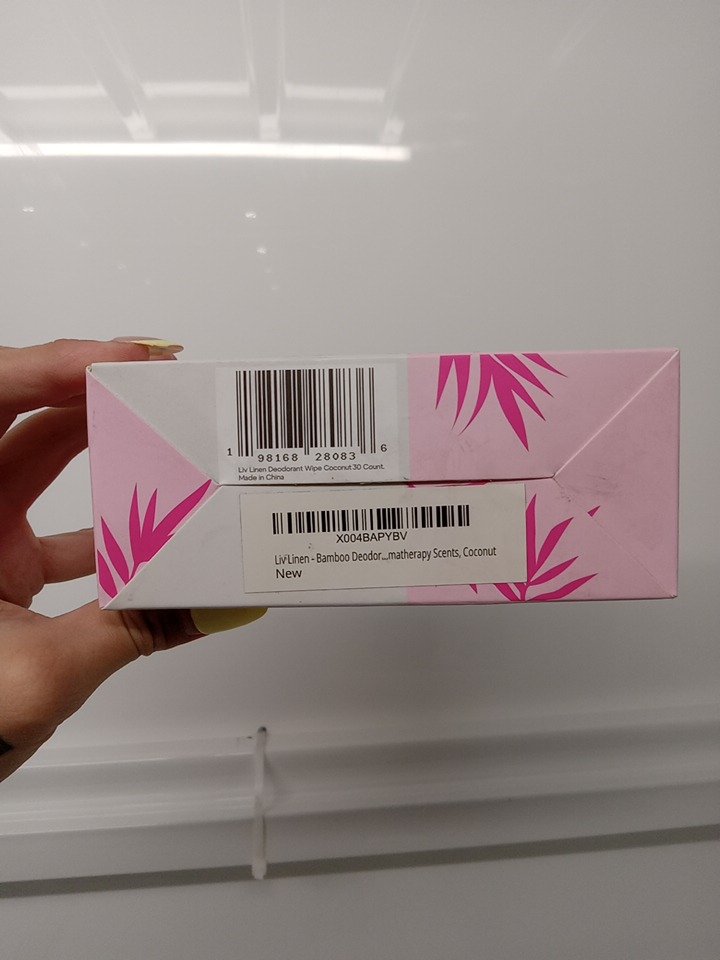 1 98168 28083 6
Liv Linen Deodorant Wipe Coconut 30 Count.
Made in China
X004BAPYBV
Liv Linen - Bamboo Deodor...matherapy Scents, Coconut
New